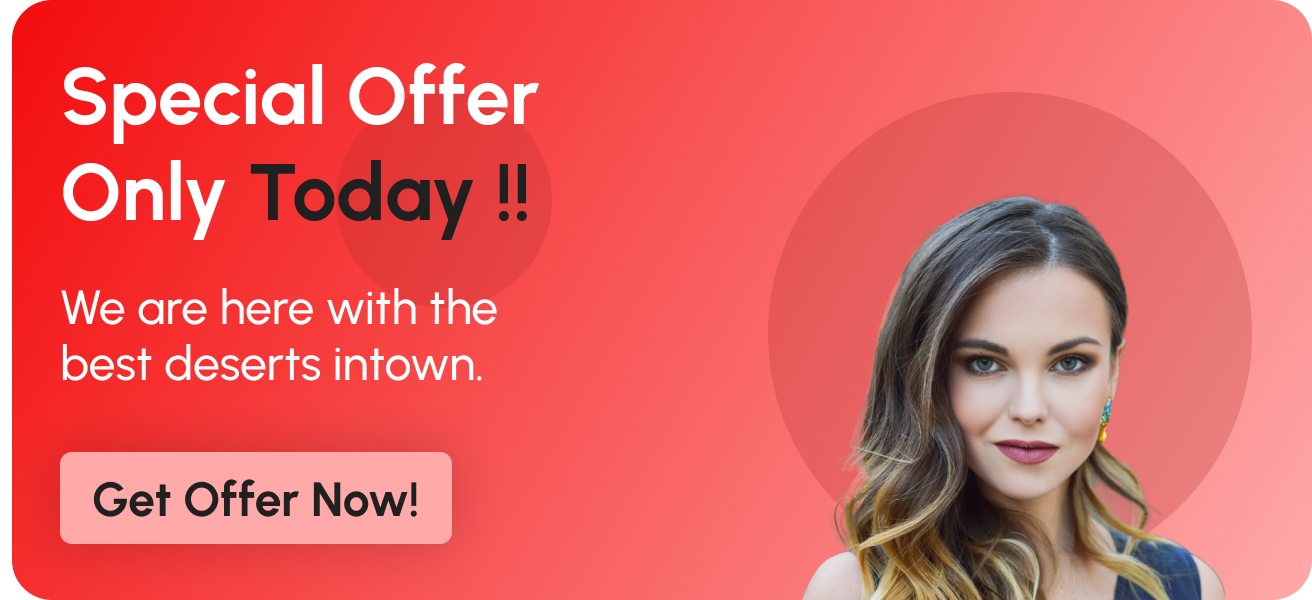 Special Offer
Only Today !!
We are here with the
best deserts intown.
Get Offer Now!